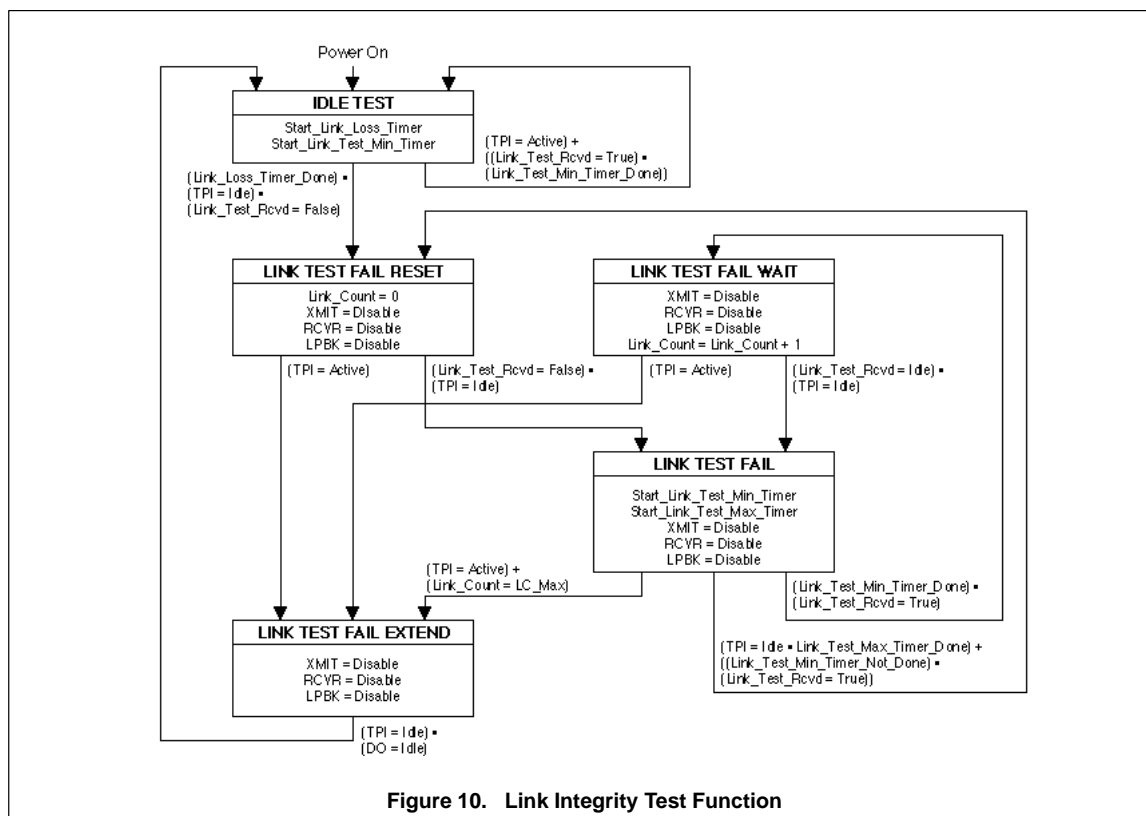 Power On
IDLE TEST
Start_Link_Loss_Timer
Start_Link_Test_Min_Timer
(TPI = Active) +
((Link_Test_Rcvd = True) ▪
(Link_Test_Min_Timer_Done))
(Link_Loss_Timer_Done) ▪
(TPI = Idle) ▪
(Link_Test_Rcvd = False)
LINK TEST FAIL RESET
Link_Count = 0
XMIT = DIsable
RCVR = Disable
LPBK = Disable
LINK TEST FAIL WAIT
XMIT = Disable
RCVR = Disable
LPBK = Disable
Link_Count = Link_Count + 1
(TPI = Active)
(Link_Test_Rcvd = False) ▪
(TPI = Idle)
(TPI = Active)
(Link_Test_Rcvd = Idle) ▪
(TPI = Idle)
LINK TEST FAIL
Start_Link_Test_Min_Timer
Start_Link_Test_Max_Timer
XMIT = Disable
RCVR = Disable
LPBK = Disable
(TPI = Active) +
(Link_Count = LC_Max)
(Link_Test_Min_Timer_Done) ▪
(Link_Test_Rcvd = True)
LINK TEST FAIL EXTEND
XMIT = Disable
RCVR = Disable
LPBK = Disable
(TPI = Idle ▪ Link_Test_Max_Timer_Done) +
((Link_Test_Min_Timer_Not_Done) ▪
(Link_Test_Rcvd = True))
(TPI = Idle) ▪
(DO = Idle)
Figure 10. Link Integrity Test Function